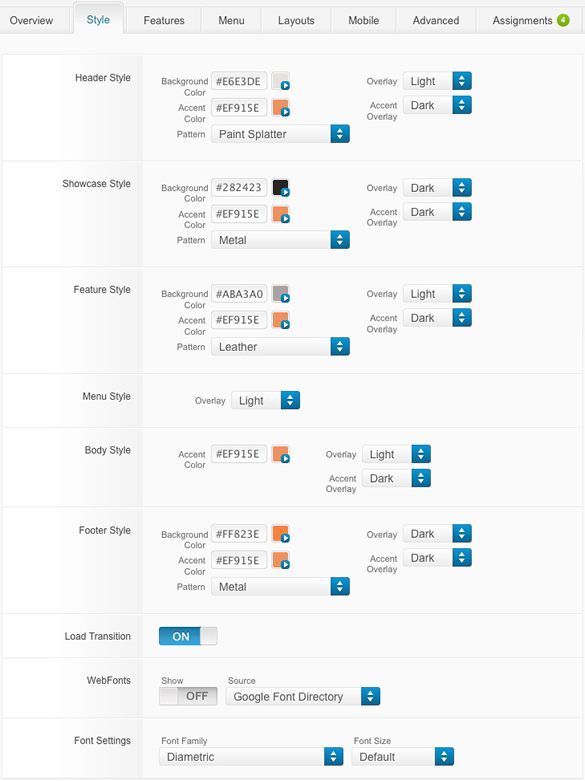 Overview Style Features Menu Layouts Mobile Advanced Assignments 4
Header Style
Background Color #E6E3DE Overlay Light
Accent Color #EF915E Accent Overlay Dark
Pattern Paint Splatter
Showcase Style
Background Color #282423 Overlay Dark
Accent Color #EF915E Accent Overlay Dark
Pattern Metal
Feature Style
Background Color #ABA3A0 Overlay Light
Accent Color #EF915E Accent Overlay Dark
Pattern Leather
Menu Style
Overlay Light
Body Style
Accent Color #EF915E Overlay Light
Accent Overlay Dark
Footer Style
Background Color #FF823E Overlay Dark
Accent Color #EF915E Accent Overlay Dark
Pattern Metal
Load Transition ON
WebFonts
Show Source
OFF Google Font Directory
Font Settings
Font Family Font Size
Diametric Default